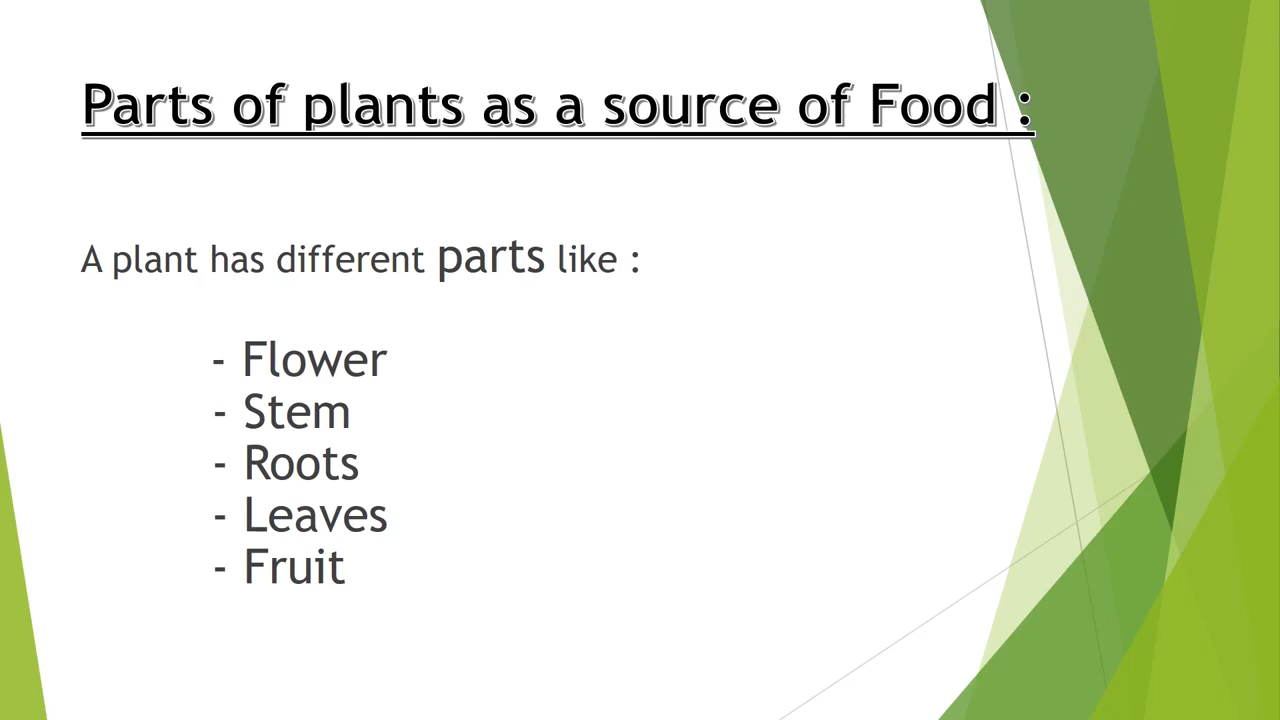 Parts of plants as a source of Food :
A plant has different parts like :
- Flower
- Stem
- Roots
- Leaves
- Fruit